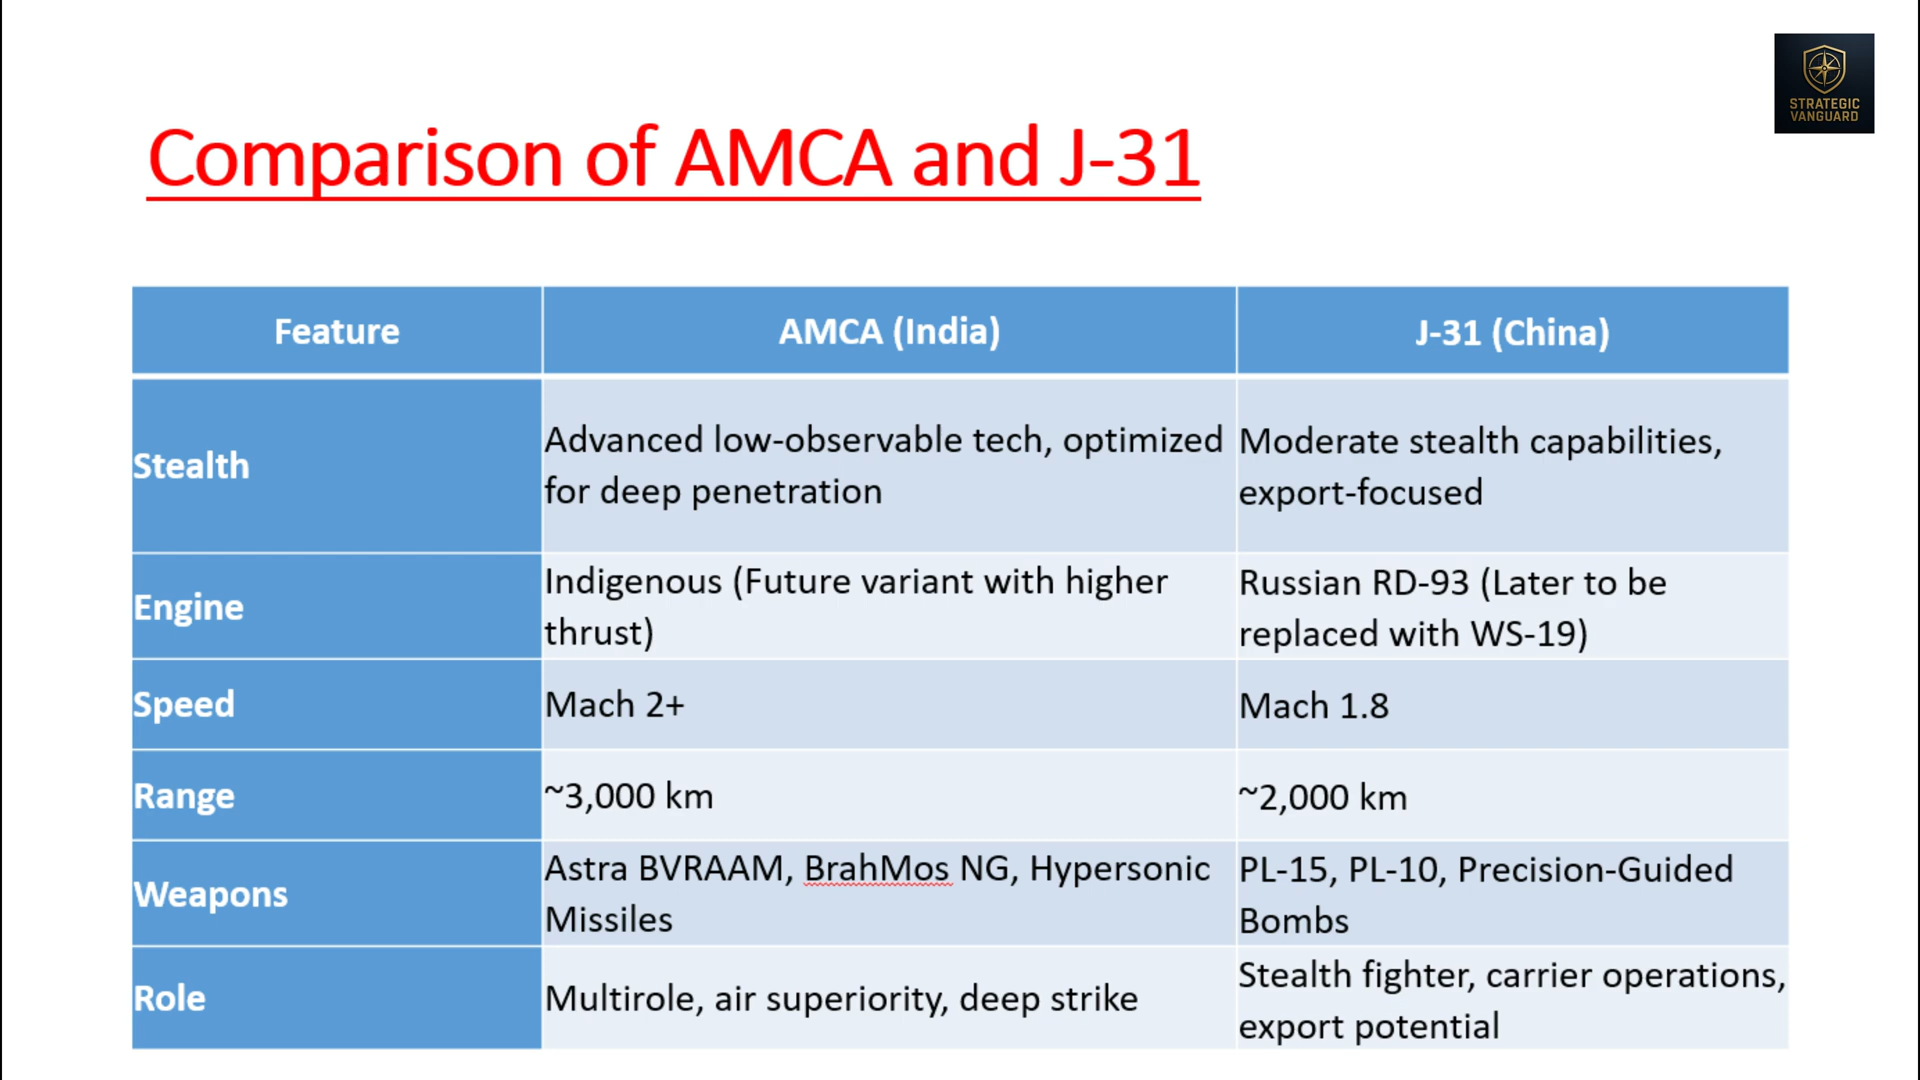 STRATEGIC
VANGUARD
Comparison of AMCA and J-31
Feature
AMCA (India)
J-31 (China)
Stealth
Advanced low-observable tech, optimized
for deep penetration
Moderate stealth capabilities,
export-focused
Engine
Indigenous (Future variant with higher
thrust)
Russian RD-93 (Later to be
replaced with WS-19)
Speed
Mach 2+
Mach 1.8
Range
~3,000 km
~2,000 km
Weapons
Astra BVRAAM, BrahMos NG, Hypersonic
Missiles
PL-15, PL-10, Precision-Guided
Bombs
Role
Multirole, air superiority, deep strike
Stealth fighter, carrier operations,
export potential